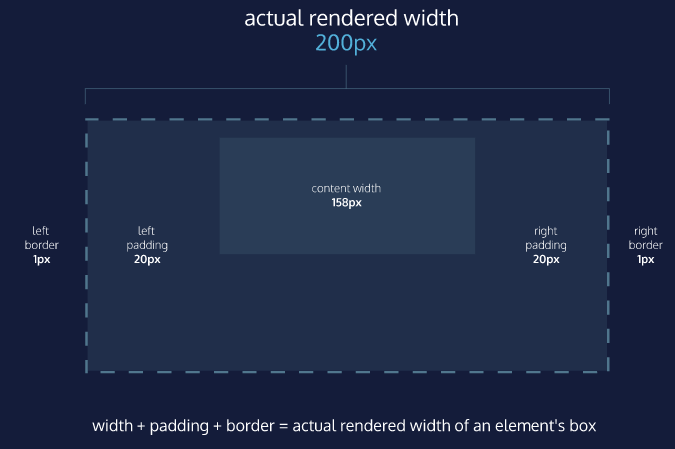 actual rendered width
200px
content width
158px
left
border
1px
left
padding
20px
right
padding
20px
right
border
1px
width + padding + border = actual rendered width of an element's box